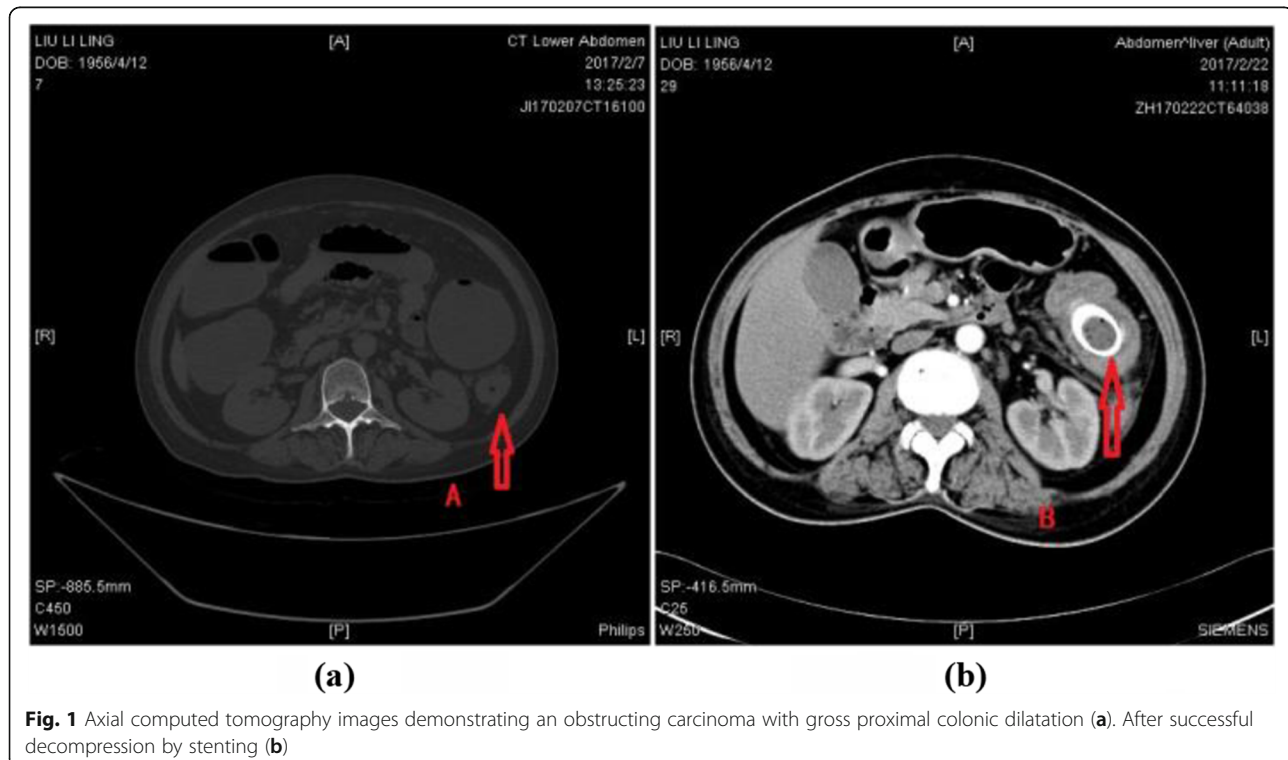 LIU LI LING
DOB: 1956/4/12
7
[A]
CT Lower Abdomen
2017/2/7
13:25:23
JI170207CT16100
[R]
[L]
A
SP:-885.5mm
C450
W1500
[P]
Philips
LIU LI LING
DOB: 1956/4/12
29
[A]
Abdomen^liver (Adult)
2017/2/22
11:11:18
ZH170222CT64038
[R]
[L]
B
SP:-416.5mm
C25
W250
[P]
SIEMENS
(a)
(b)
Fig. 1 Axial computed tomography images demonstrating an obstructing carcinoma with gross proximal colonic dilatation (a). After successful
decompression by stenting (b)